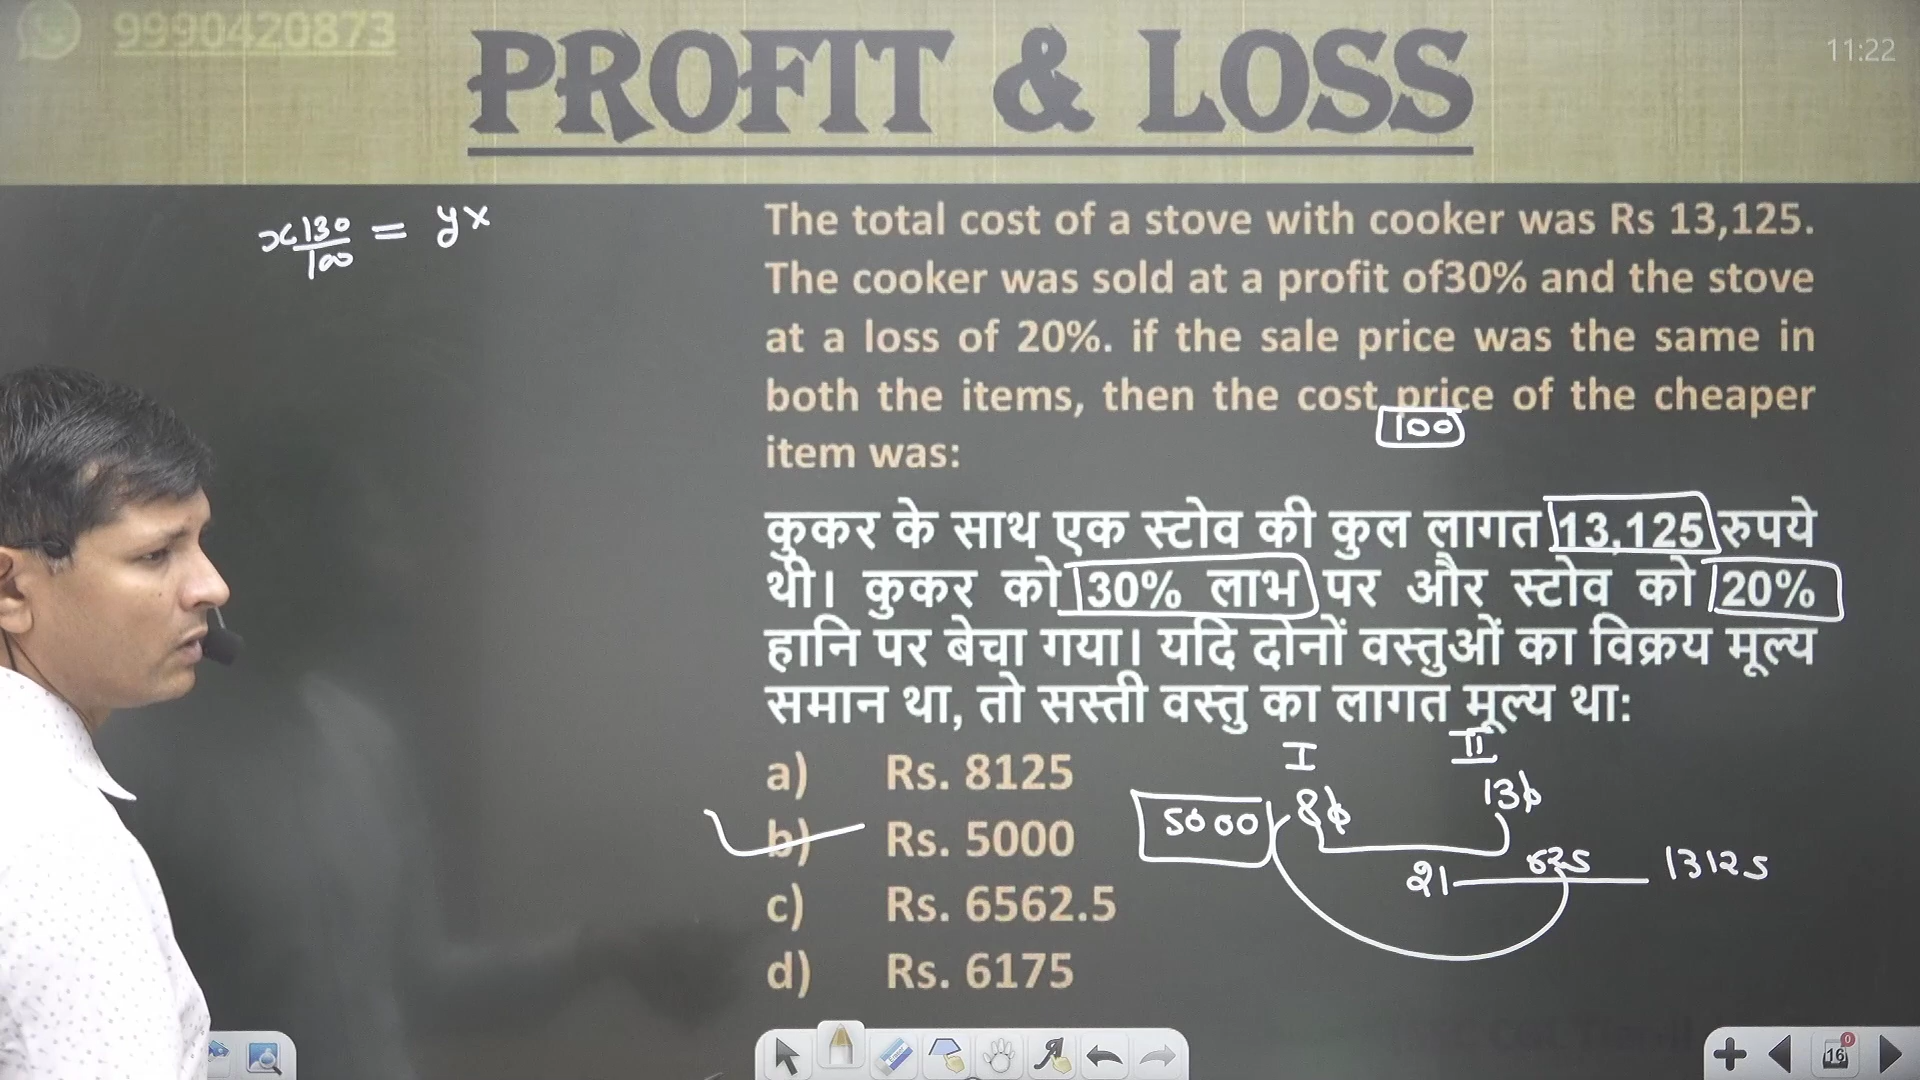 9990420873
PROFIT & LOSS
11:22
x 130/100 = y x
The total cost of a stove with cooker was Rs 13,125.
The cooker was sold at a profit of30% and the stove
at a loss of 20%. if the sale price was the same in
both the items, then the cost price of the cheaper
100
item was:
कुकर के साथ एक स्टोव की कुल लागत 13,125 रुपये
थी। कुकर को 30% लाभ पर और स्टोव को 20%
हानि पर बेचा गया। यदि दोनों वस्तुओं का विक्रय मूल्य
समान था, तो सस्ती वस्तु का लागत मूल्य था:
I II
a) Rs. 8125
80 130
5000
b) Rs. 5000
21 625 13125
c) Rs. 6562.5
d) Rs. 6175
16
0